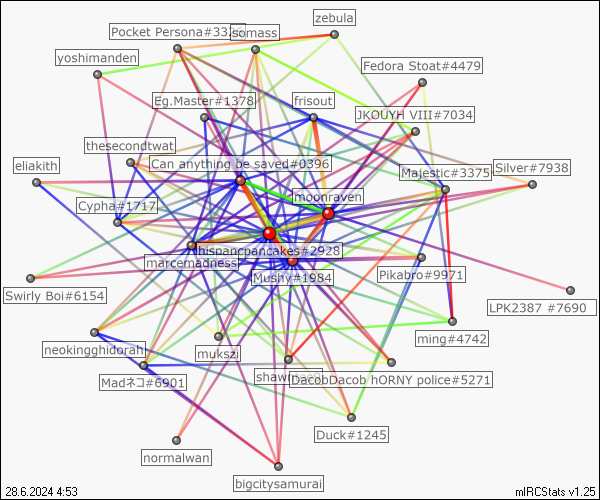 zebula
Pocket Persona#33
somass
yoshimanden
Fedora Stoat#4479
Eg.Master#1378
frisout
JKOUYH VIII#7034
thesecondtwat
Can anything be saved#0396
eliakith
Majestic#3375
Silver#7938
moonraven
Cypha#1717
hispancpancakes#2928
marcemadness
Mushy#1984
Pikabro#9971
Swirly Boi#6154
LPK2387 #7690
ming#4742
neokingghidorah
mukszi
Madネコ#6901
DacobDacob hORNY police#5271
Duck#1245
normalwan
bigcitysamurai
28.6.2024 4:53
mIRCStats v1.25